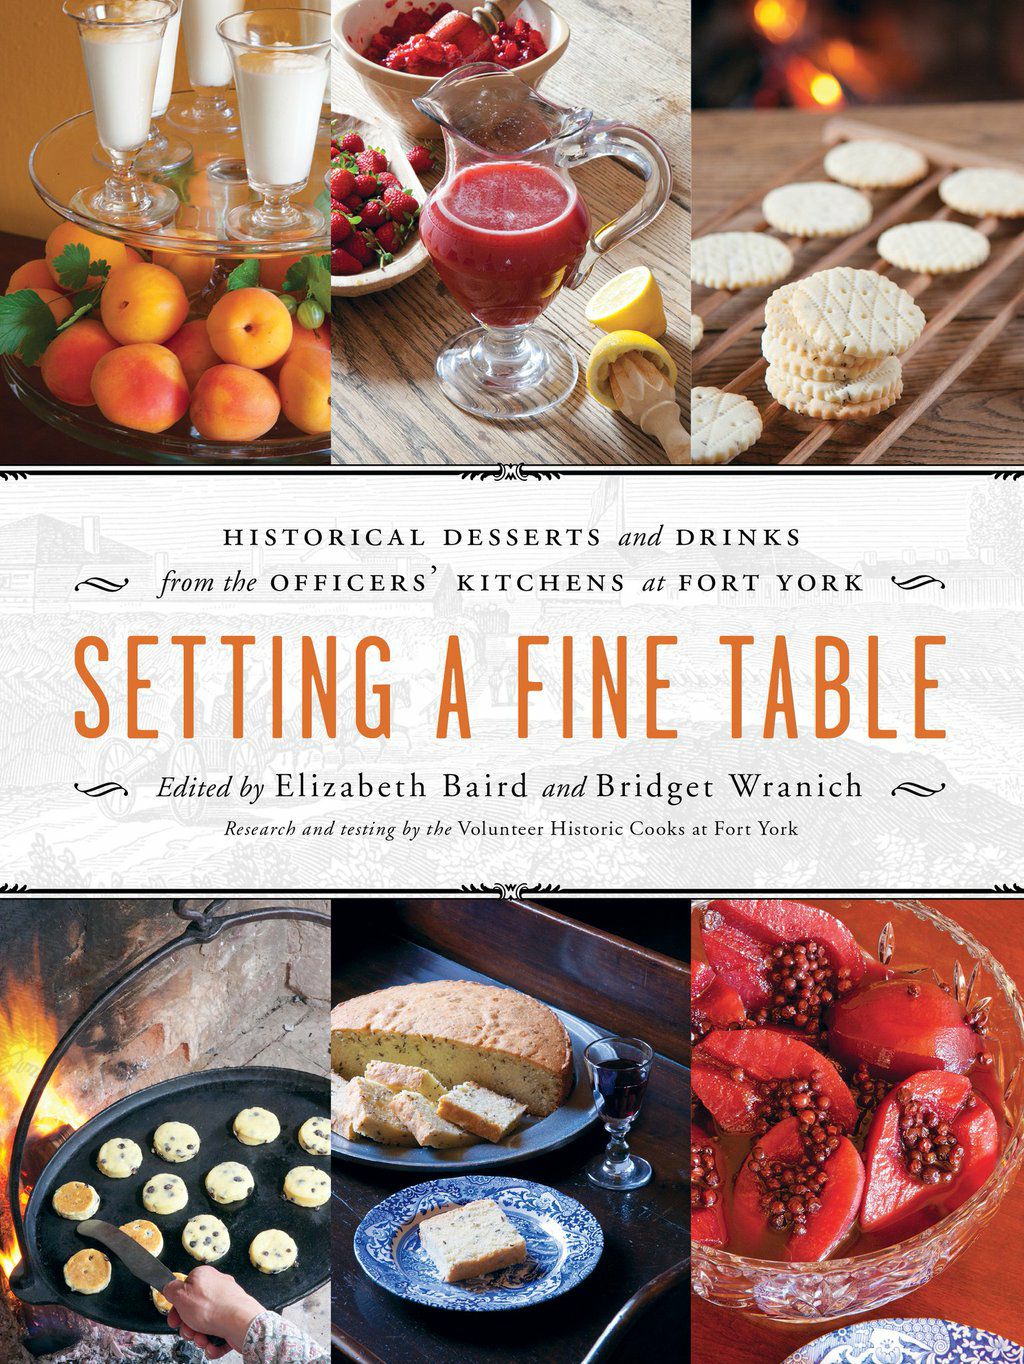 HISTORICAL DESSERTS and DRINKS
from the OFFICERS’ KITCHENS at FORT YORK
SETTING A FINE TABLE
Edited by Elizabeth Baird and Bridget Wranich
Research and testing by the Volunteer Historic Cooks at Fort York